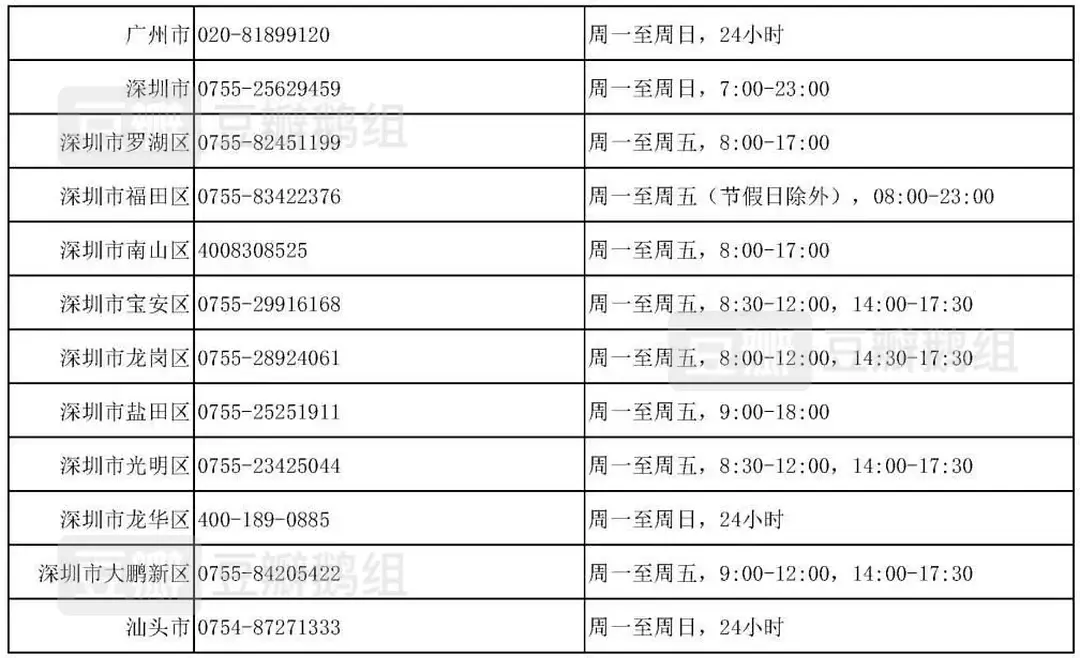 广州市 020-81899120 周一至周日，24小时
深圳市 0755-25629459 周一至周日，7:00-23:00
豆瓣 豆瓣鹅组
深圳市罗湖区 0755-82451199 周一至周五，8:00-17:00
深圳市福田区 0755-83422376 周一至周五（节假日除外），08:00-23:00
深圳市南山区 4008308525 周一至周五，8:00-17:00
深圳市宝安区 0755-29916168 周一至周五，8:30-12:00，14:00-17:30
豆瓣 豆瓣鹅组
深圳市龙岗区 0755-28924061 周一至周五，8:00-12:00，14:30-17:30
深圳市盐田区 0755-25251911 周一至周五，9:00-18:00
深圳市光明区 0755-23425044 周一至周五，8:30-12:00，14:00-17:30
深圳市龙华区 400-189-0885 周一至周日，24小时
豆瓣 豆瓣鹅组
深圳市大鹏新区 0755-84205422 周一至周五，9:00-12:00，14:00-17:30
汕头市 0754-87271333 周一至周日，24小时